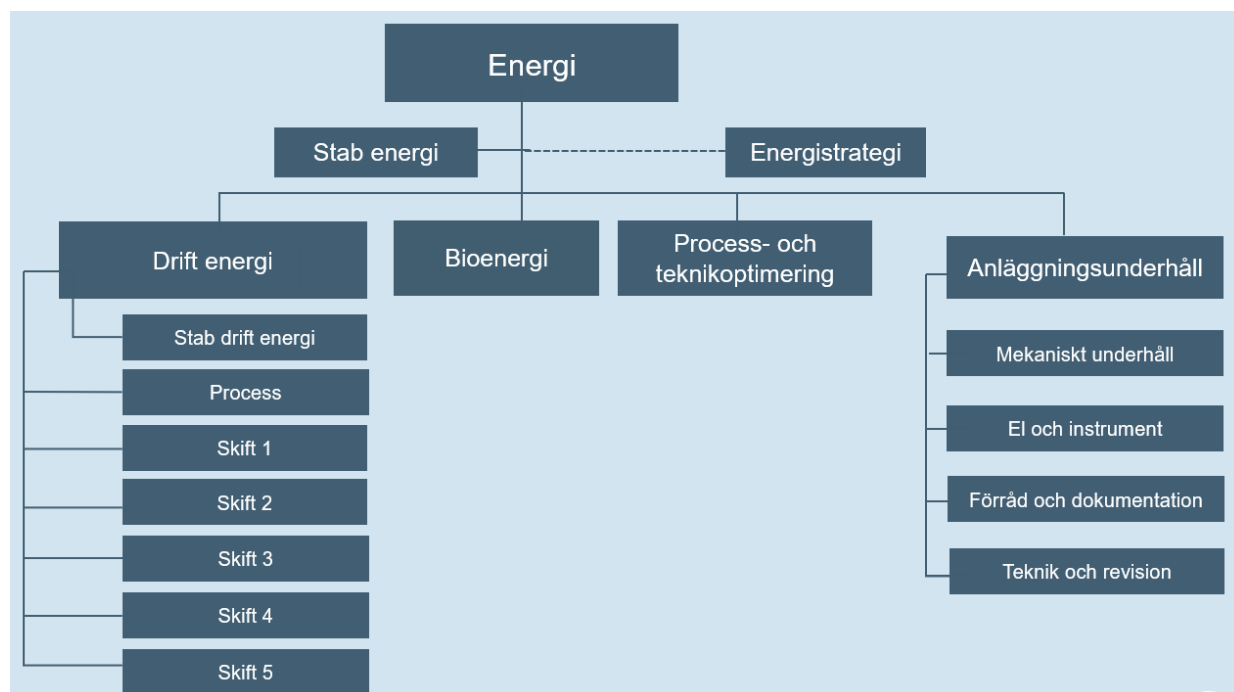 Energi
Stab energi
Energistrategi
Drift energi
Bioenergi
Process- och
teknikoptimering
Anläggningsunderhåll
Stab drift energi
Process
Skift 1
Skift 2
Skift 3
Skift 4
Skift 5
Mekaniskt underhåll
El och instrument
Förråd och dokumentation
Teknik och revision